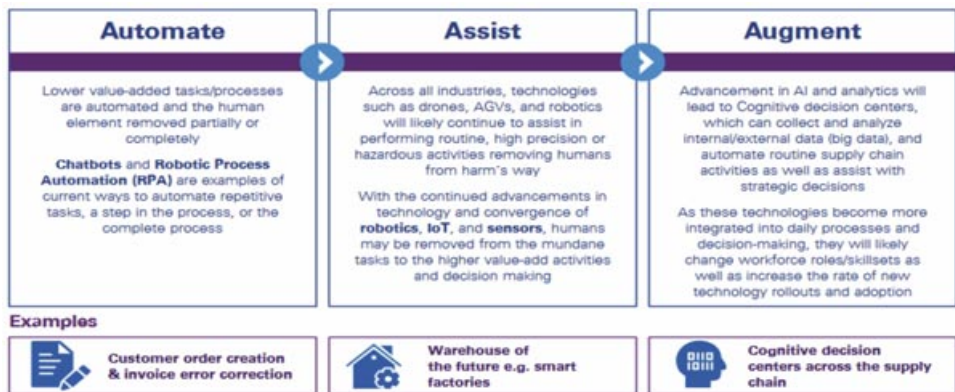 Automate
Lower value-added tasks/processes
are automated and the human
element removed partially or
completely
Chatbots and Robotic Process
Automation (RPA) are examples of
current ways to automate repetitive
tasks, a step in the process, or the
complete process
Assist
Across all industries, technologies
such as drones, AGVs, and robotics
will likely continue to assist in
performing routine, high precision or
hazardous activities removing humans
from harm's way
With the continued advancements in
technology and convergence of
robotics, IoT, and sensors, humans
may be removed from the mundane
tasks to the higher value-add activities
and decision making
Augment
Advancement in AI and analytics will
lead to Cognitive decision centers,
which can collect and analyze
internal/external data (big data), and
automate routine supply chain
activities as well as assist with
strategic decisions
As these technologies become more
integrated into daily processes and
decision-making, they will likely
change workforce roles/skillsets as
well as increase the rate of new
technology rollouts and adoption
Examples
Customer order creation
& invoice error correction
Warehouse of
the future e.g. smart
factories
0110
01011
Cognitive decision
centers across the supply
chain